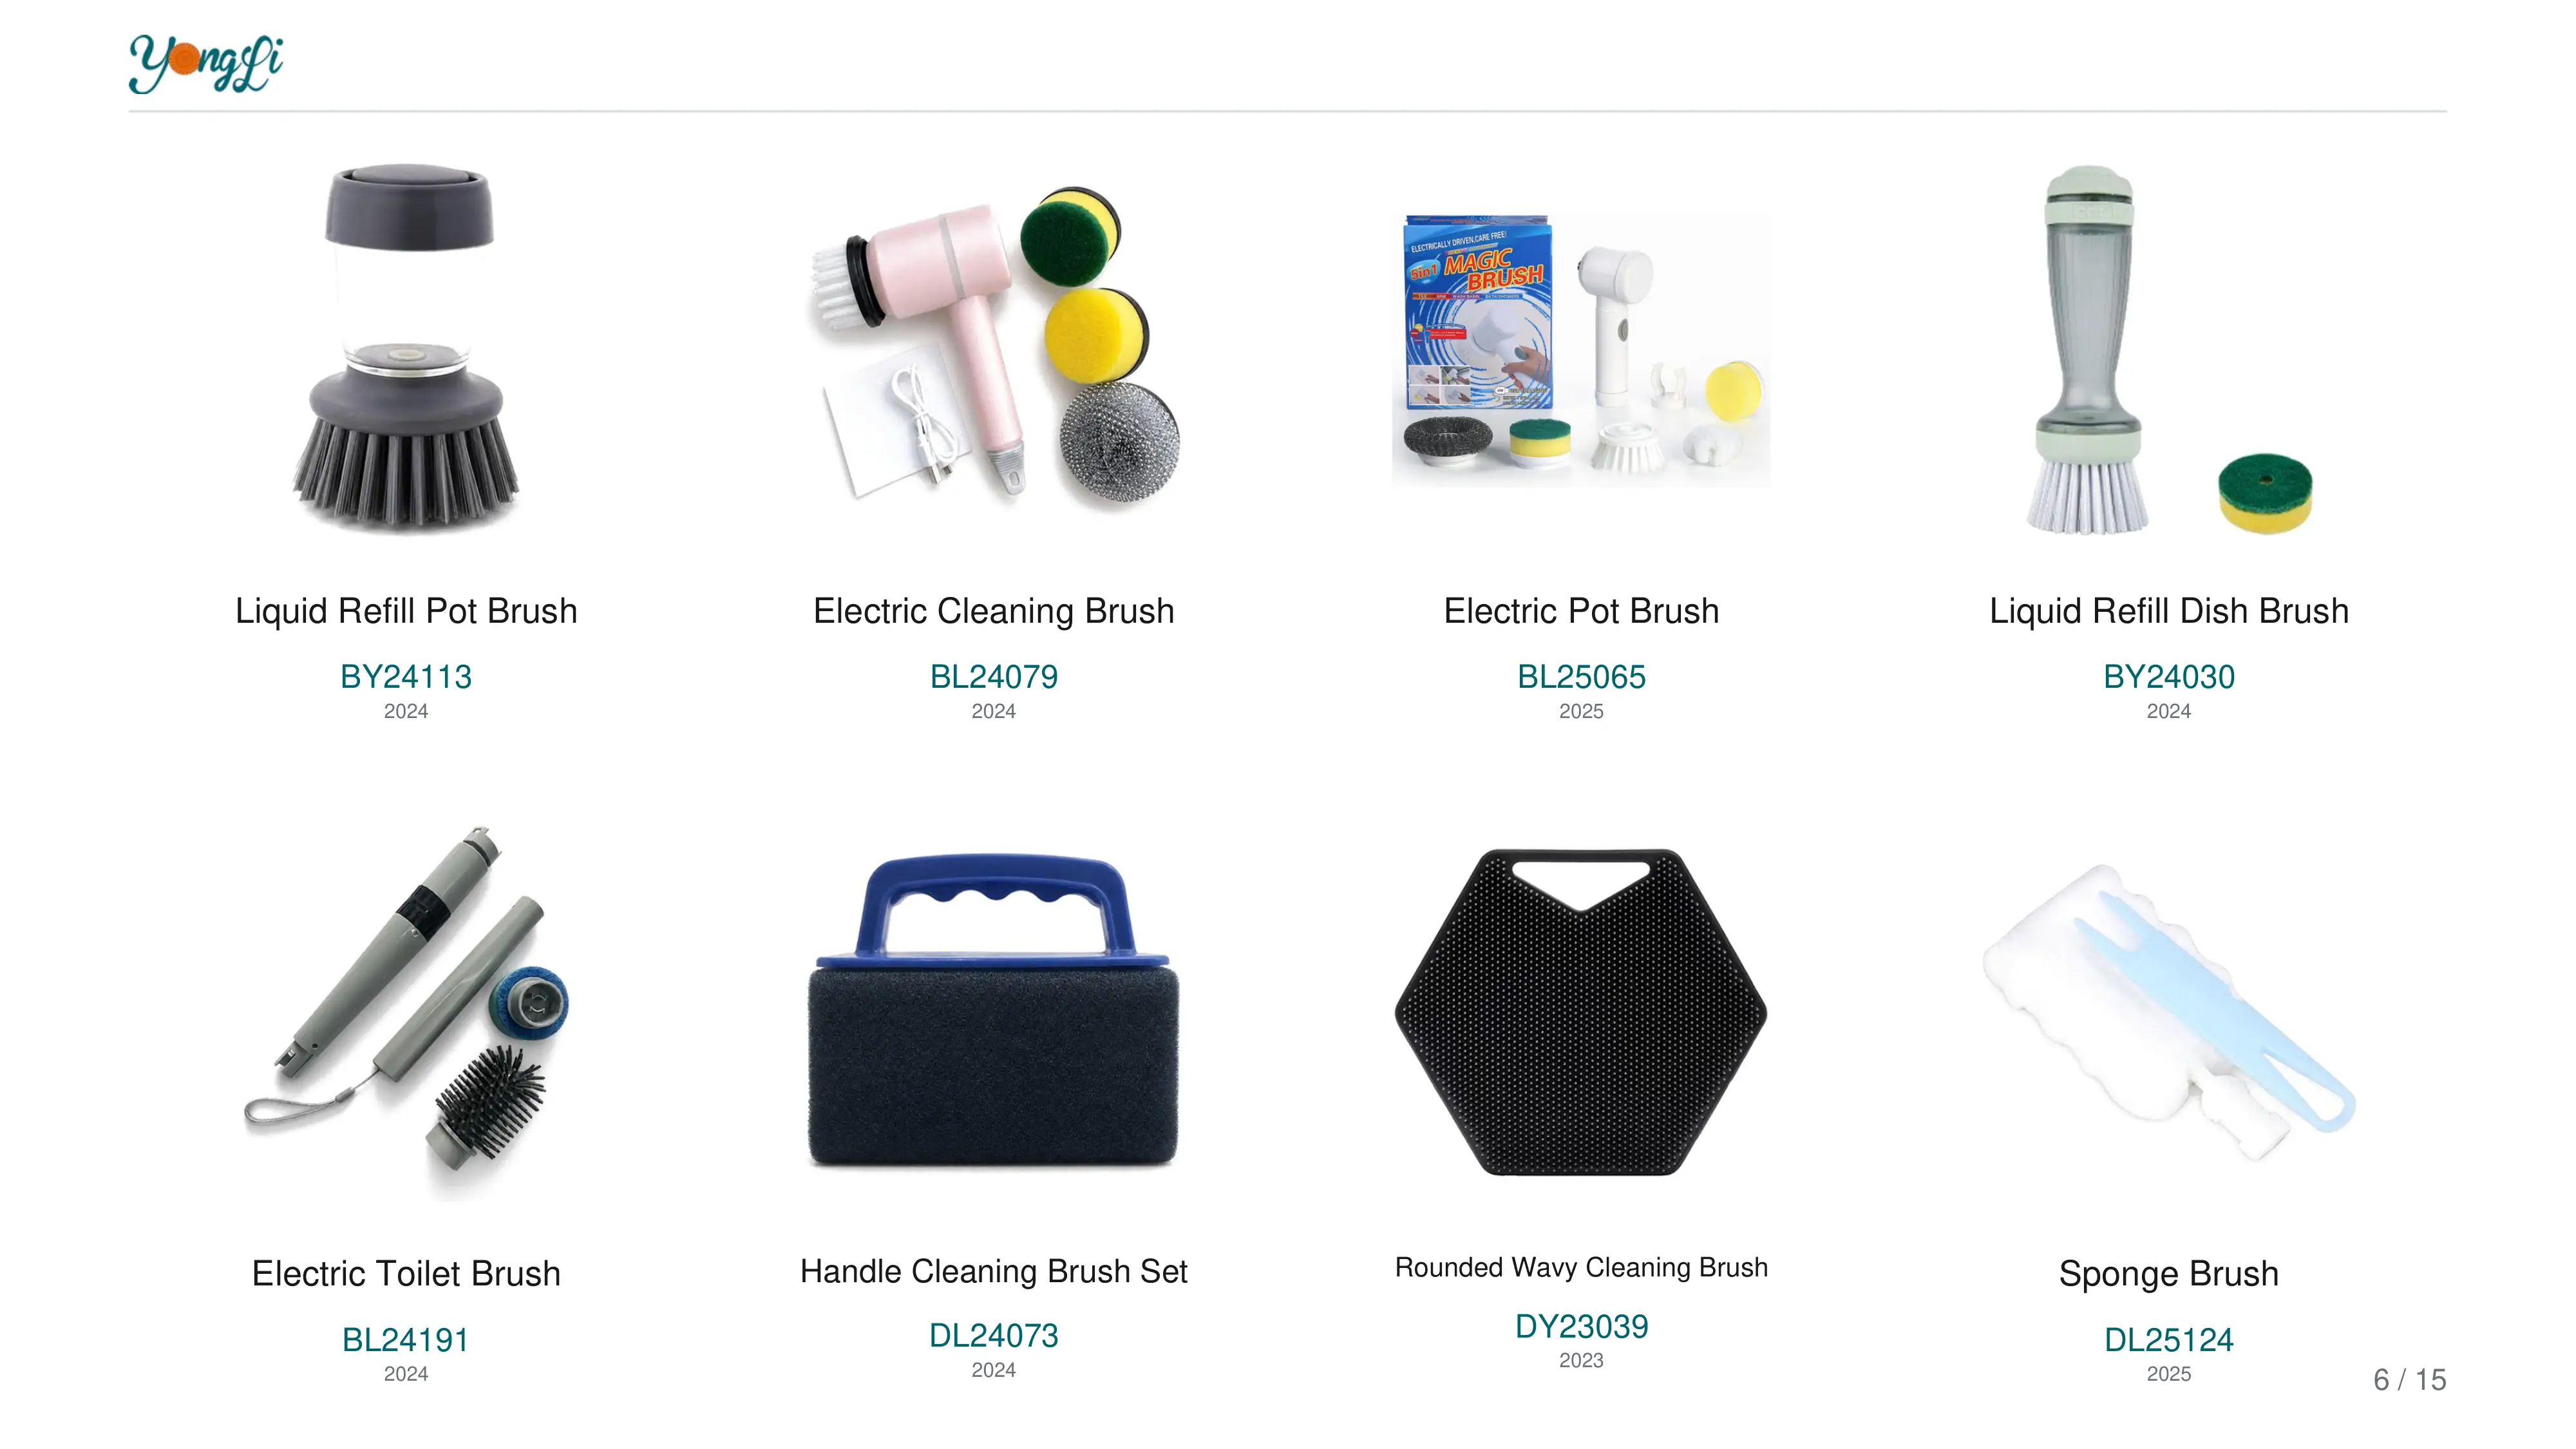 YongLi
ELECTRICALLY DRIVEN,CARE FREE!
5in1 MAGIC
BRUSH
Liquid Refill Pot Brush
BY24113
2024
Electric Cleaning Brush
BL24079
2024
Electric Pot Brush
BL25065
2025
Liquid Refill Dish Brush
BY24030
2024
Electric Toilet Brush
BL24191
2024
Handle Cleaning Brush Set
DL24073
2024
Rounded Wavy Cleaning Brush
DY23039
2023
Sponge Brush
DL25124
2025
6 / 15